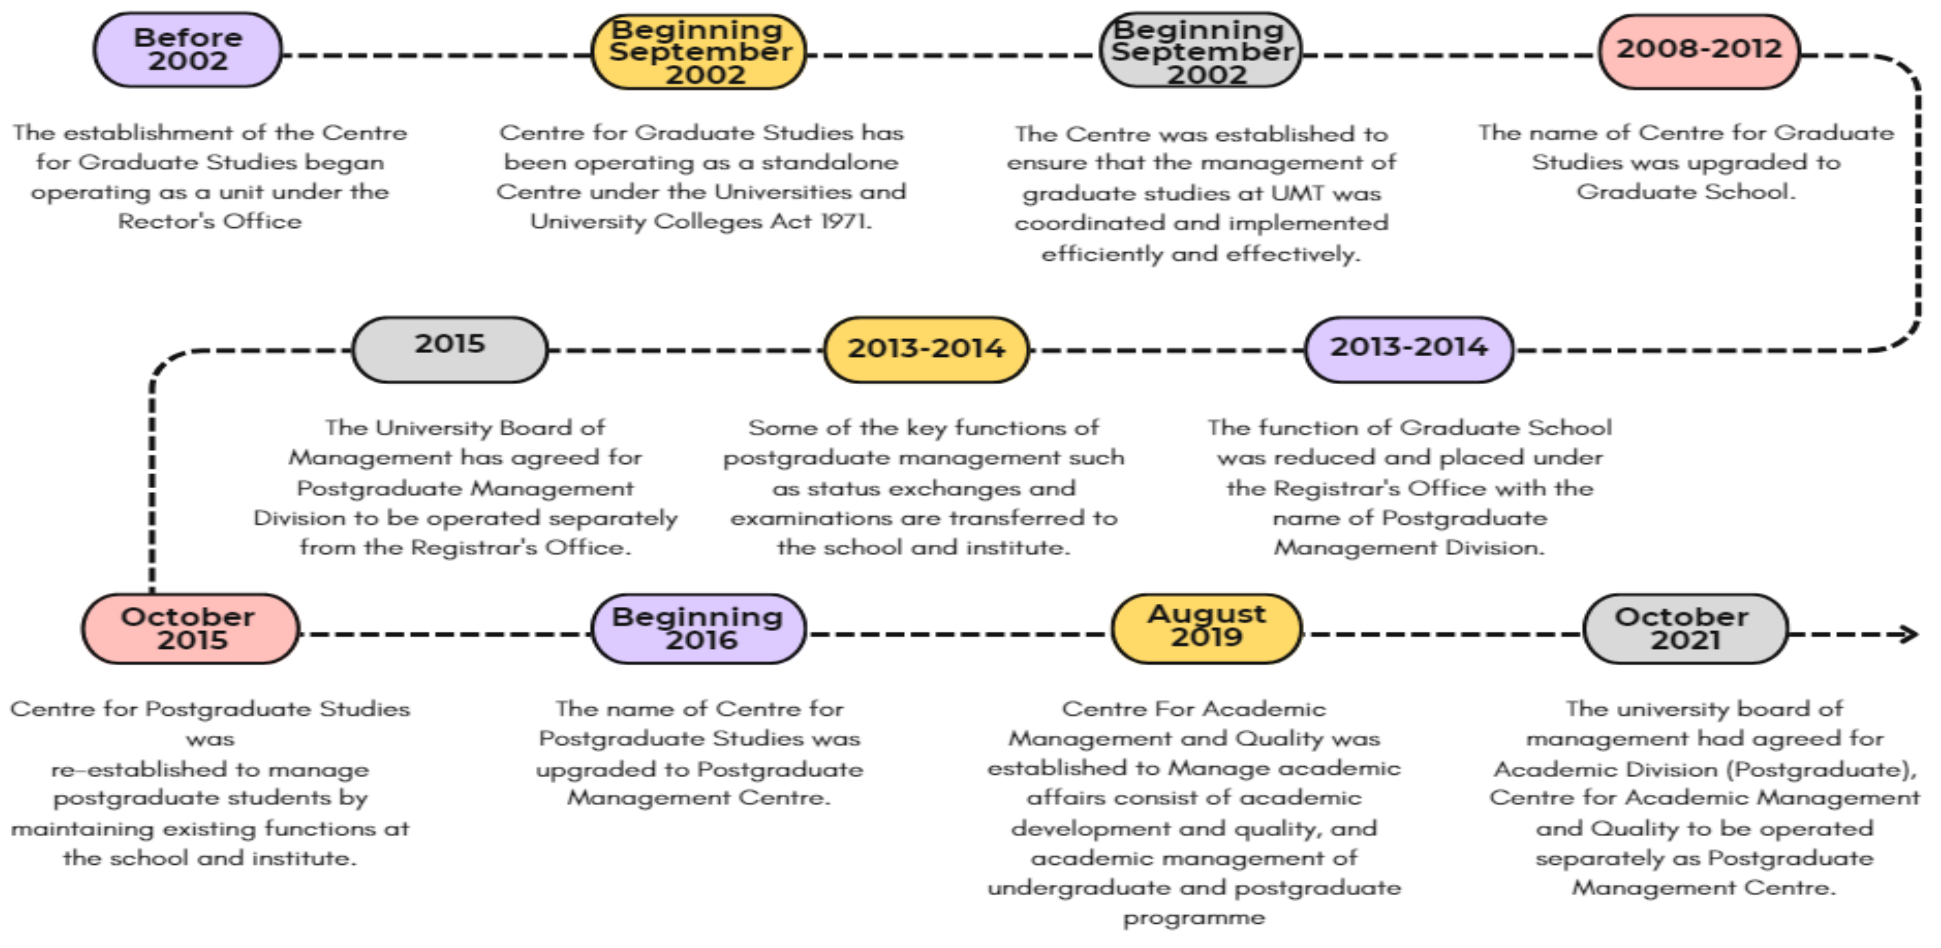 Before
2002
The establishment of the Centre
for Graduate Studies began
operating as a unit under the
Rector's Office
Beginning
September
2002
Centre for Graduate Studies has
been operating as a standalone
Centre under the Universities and
University Colleges Act 1971.
Beginning
September
2002
The Centre was established to
ensure that the management of
graduate studies at UMT was
coordinated and implemented
efficiently and effectively.
2008-2012
The name of Centre for Graduate
Studies was upgraded to
Graduate School.
2013-2014
The function of Graduate School
was reduced and placed under
the Registrar's Office with the
name of Postgraduate
Management Division.
2013-2014
Some of the key functions of
postgraduate management such
as status exchanges and
examinations are transferred to
the school and institute.
2015
The University Board of
Management has agreed for
Postgraduate Management
Division to be operated separately
from the Registrar's Office.
October
2015
Centre for Postgraduate Studies
was
re-established to manage
postgraduate students by
maintaining existing functions at
the school and institute.
Beginning
2016
The name of Centre for
Postgraduate Studies was
upgraded to Postgraduate
Management Centre.
August
2019
Centre For Academic
Management and Quality was
established to Manage academic
affairs consist of academic
development and quality, and
academic management of
undergraduate and postgraduate
programme
October
2021
The university board of
management had agreed for
Academic Division (Postgraduate),
Centre for Academic Management
and Quality to be operated
separately as Postgraduate
Management Centre.